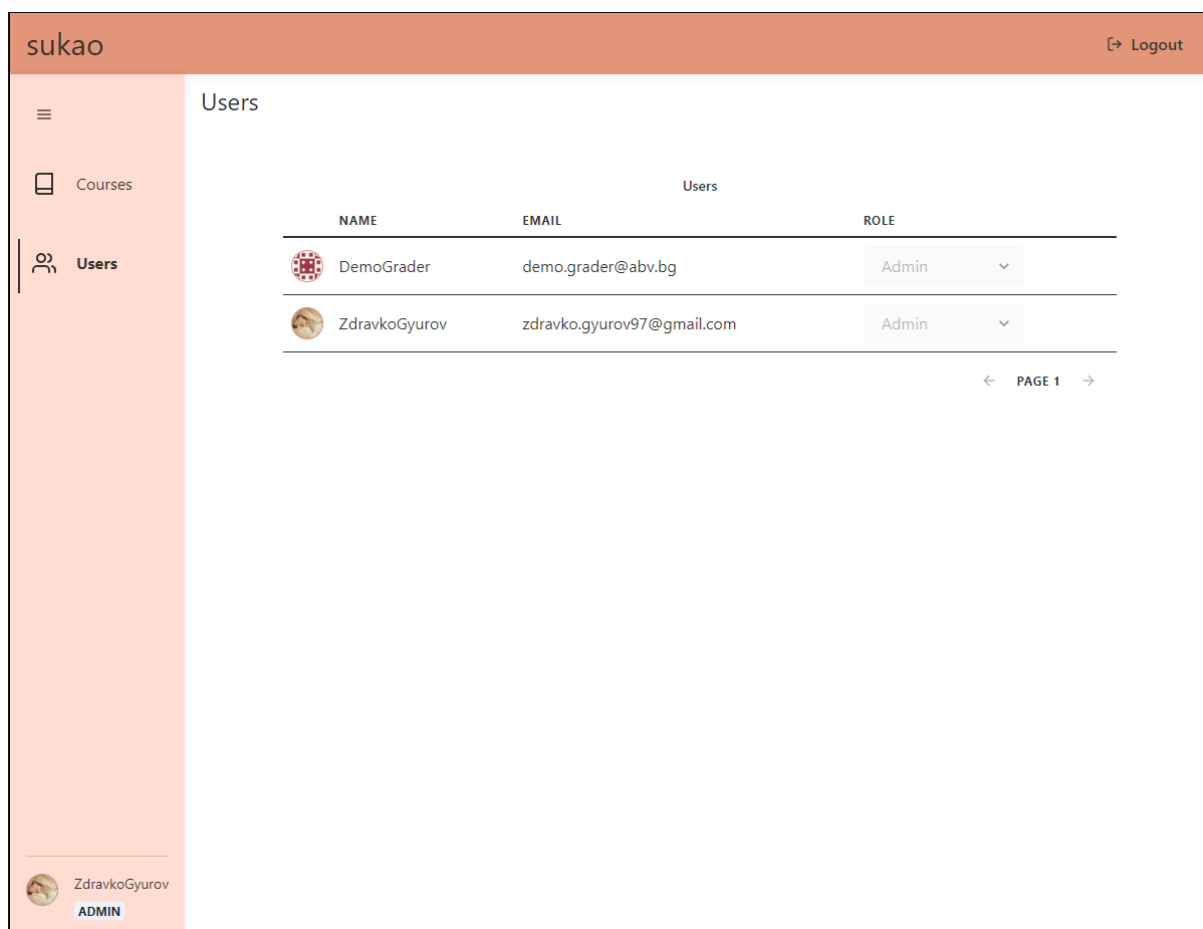 sukao
Logout
Users
Courses
Users
Users
NAME EMAIL ROLE
DemoGrader demo.grader@abv.bg Admin
ZdravkoGyurov zdravko.gyurov97@gmail.com Admin
PAGE 1
ZdravkoGyurov
ADMIN